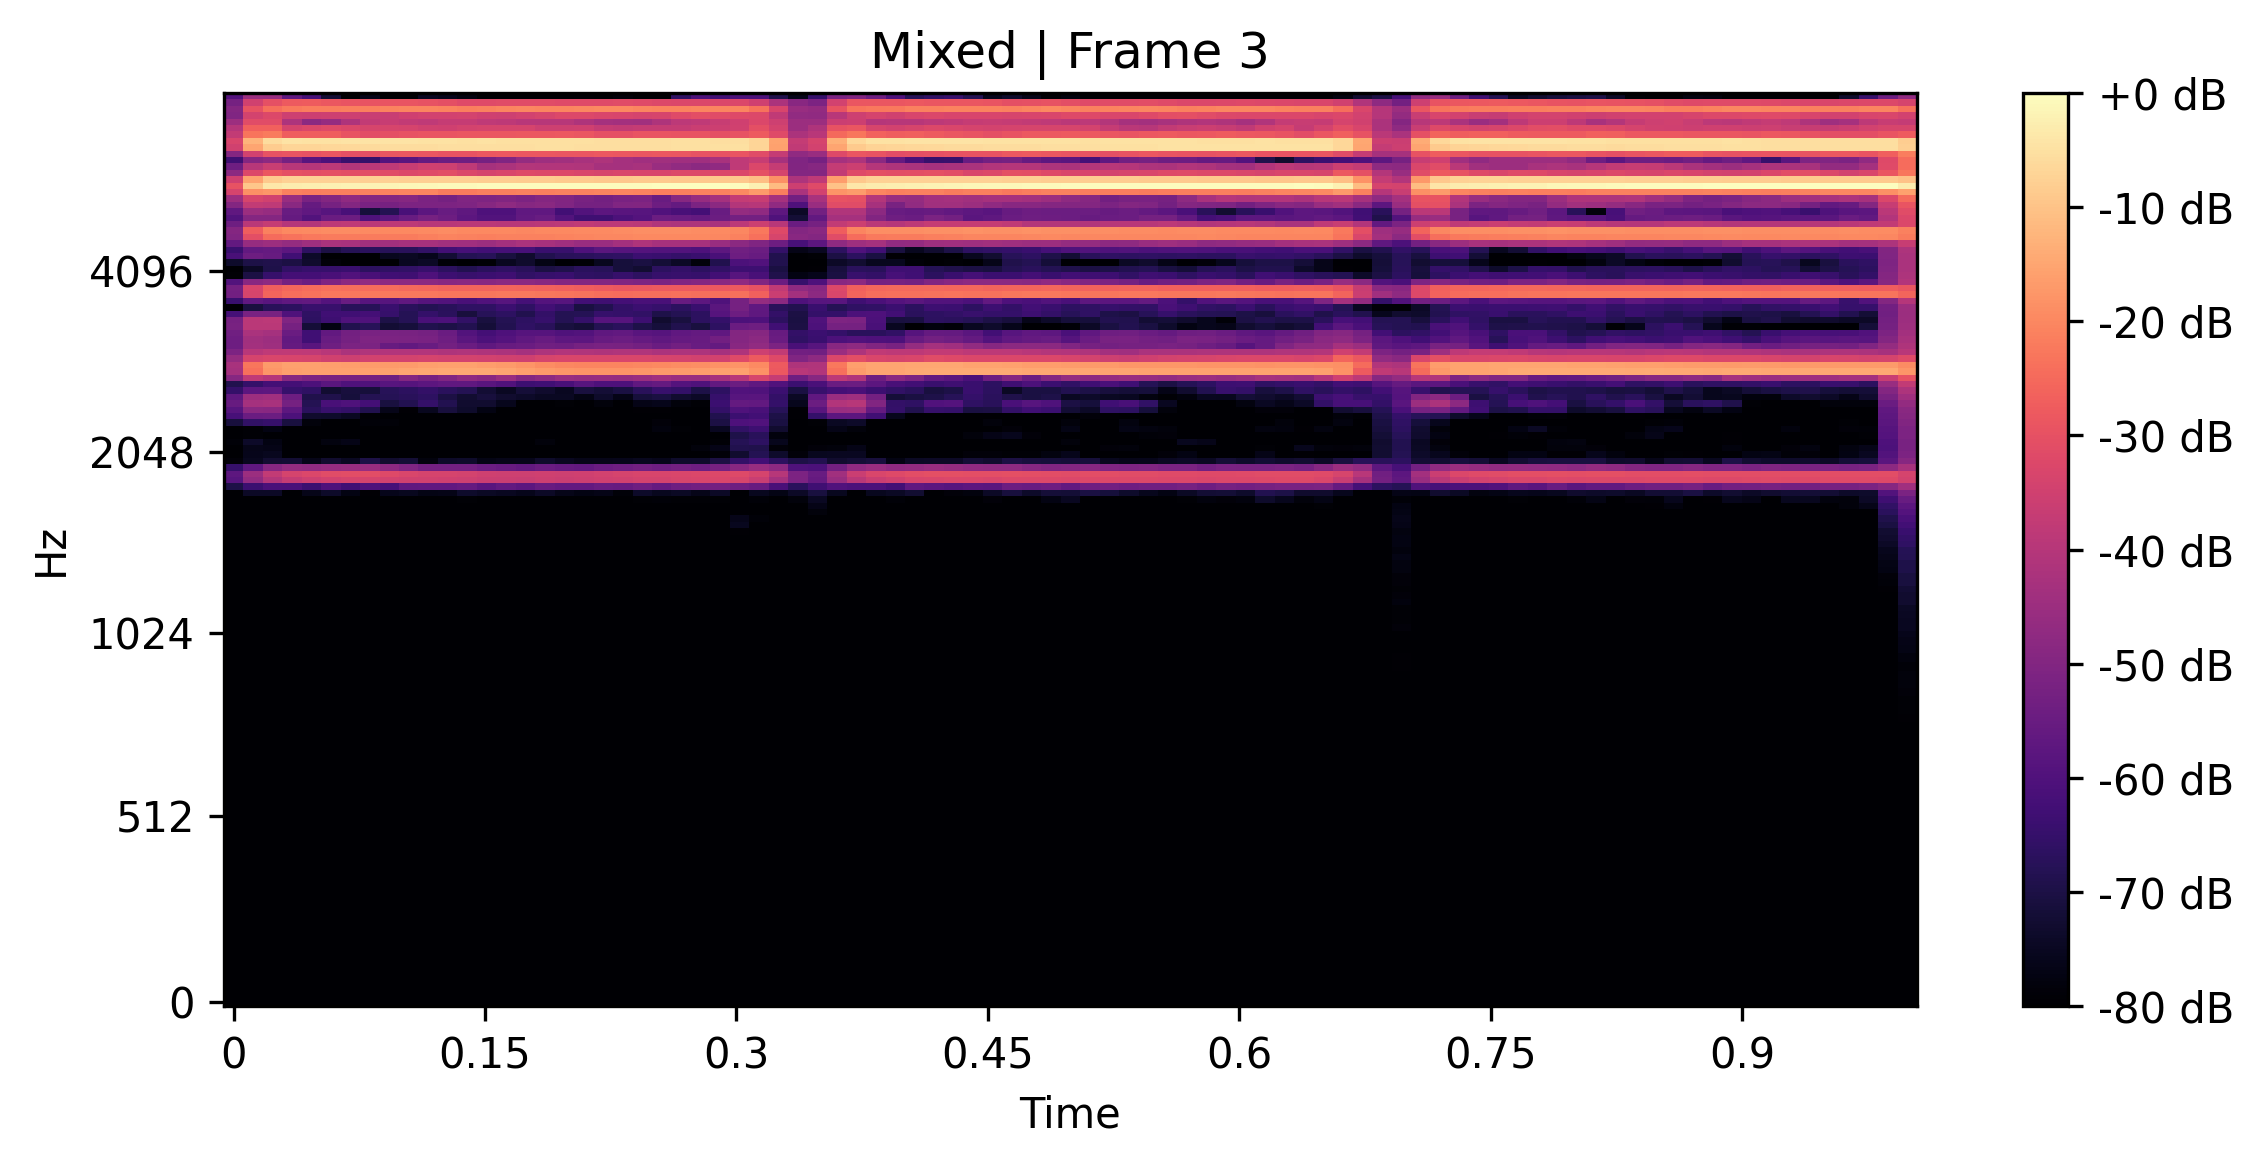 Mixed | Frame 3
Hz
4096
2048
1024
512
0
0 0.15 0.3 0.45 0.6 0.75 0.9
Time
+0 dB
-10 dB
-20 dB
-30 dB
-40 dB
-50 dB
-60 dB
-70 dB
-80 dB